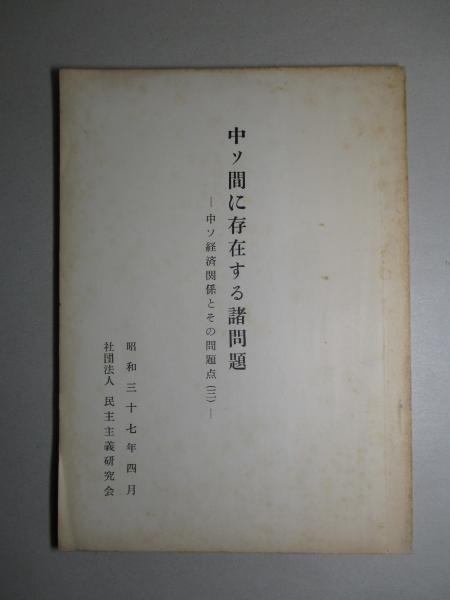 中ソ間に存在する諸問題
―中ソ経済関係とその問題点(三)―
昭和三十七年四月
社団法人 民主主義研究会